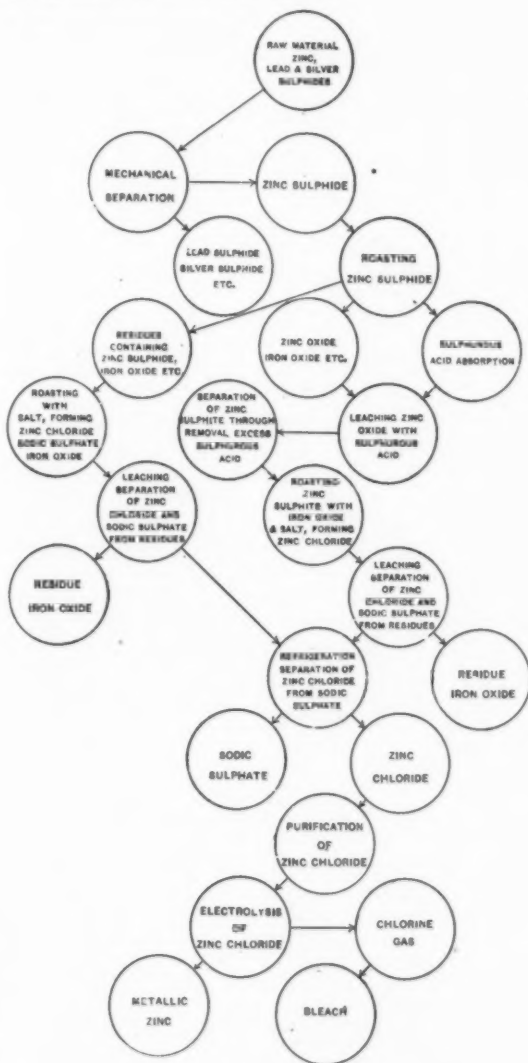 RAW MATERIAL
ZINC,
LEAD & SILVER
SULPHIDES
MECHANICAL
SEPARATION
ZINC SULPHIDE
LEAD SULPHIDE
SILVER SULPHIDE
ETC.
ROASTING
ZINC SULPHIDE
RESIDUES
CONTAINING
ZINC SULPHIDE,
IRON OXIDE ETC.
ZINC OXIDE
IRON OXIDE ETC.
SULPHUROUS
ACID ABSORPTION
ROASTING
WITH
SALT, FORMING
ZINC CHLORIDE
SODIC SULPHATE
IRON OXIDE
SEPARATION
OF ZINC
SULPHITE THROUGH
REMOVAL EXCESS
SULPHUROUS
ACID
LEACHING ZINC
OXIDE WITH
SULPHUROUS
ACID
LEACHING
SEPARATION
OF ZINC
CHLORIDE AND
SODIC SULPHATE
FROM RESIDUES
ROASTING
ZINC
SULPHITE WITH
IRON OXIDE
& SALT, FORMING
ZINC CHLORIDE
RESIDUE
IRON OXIDE
LEACHING
SEPARATION
OF ZINC
CHLORIDE AND
SODIC SULPHATE
FROM RESIDUES
REFRIGERATION
SEPARATION OF
ZINC CHLORIDE
FROM SODIC
SULPHATE
RESIDUE
IRON OXIDE
SODIC
SULPHATE
ZINC
CHLORIDE
PURIFICATION
OF
ZINC CHLORIDE
ELECTROLYSIS
OF
ZINC CHLORIDE
CHLORINE
GAS
METALLIC
ZINC
BLEACH